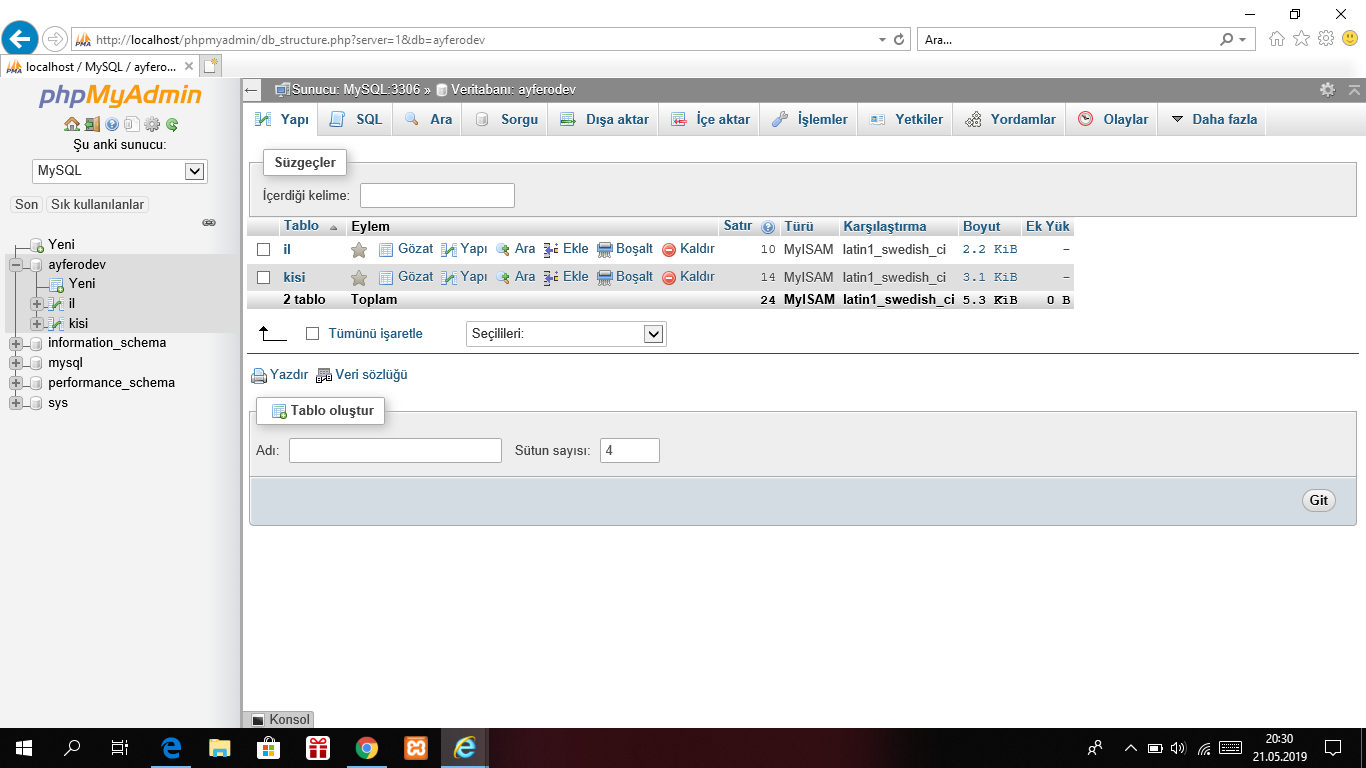 http://localhost/phpmyadmin/db_structure.php?server=1&db=ayferodev
Ara...
localhost / MySQL / ayfero...
phpMyAdmin
Şu anki sunucu:
MySQL
Son Sık kullanılanlar
Yeni
ayferodev
Yeni
il
kisi
information_schema
mysql
performance_schema
sys
Sunucu: MySQL:3306 » Veritabanı: ayferodev
Yapı SQL Ara Sorgu Dışa aktar İçe aktar İşlemler Yetkiler Yordamlar Olaylar Daha fazla
Süzgeçler
İçerdiği kelime:
Tablo Eylem Satır Türü Karşılaştırma Boyut Ek Yük
il Gözat Yapı Ara Ekle Boşalt Kaldır 10 MyISAM latin1_swedish_ci 2.2 KiB -
kisi Gözat Yapı Ara Ekle Boşalt Kaldır 14 MyISAM latin1_swedish_ci 3.1 KiB -
2 tablo Toplam 24 MyISAM latin1_swedish_ci 5.3 KiB 0 B
Tümünü işaretle Seçilileri:
Yazdır Veri sözlüğü
Tablo oluştur
Adı: Sütun sayısı: 4
Git
Konsol
20:30
21.05.2019